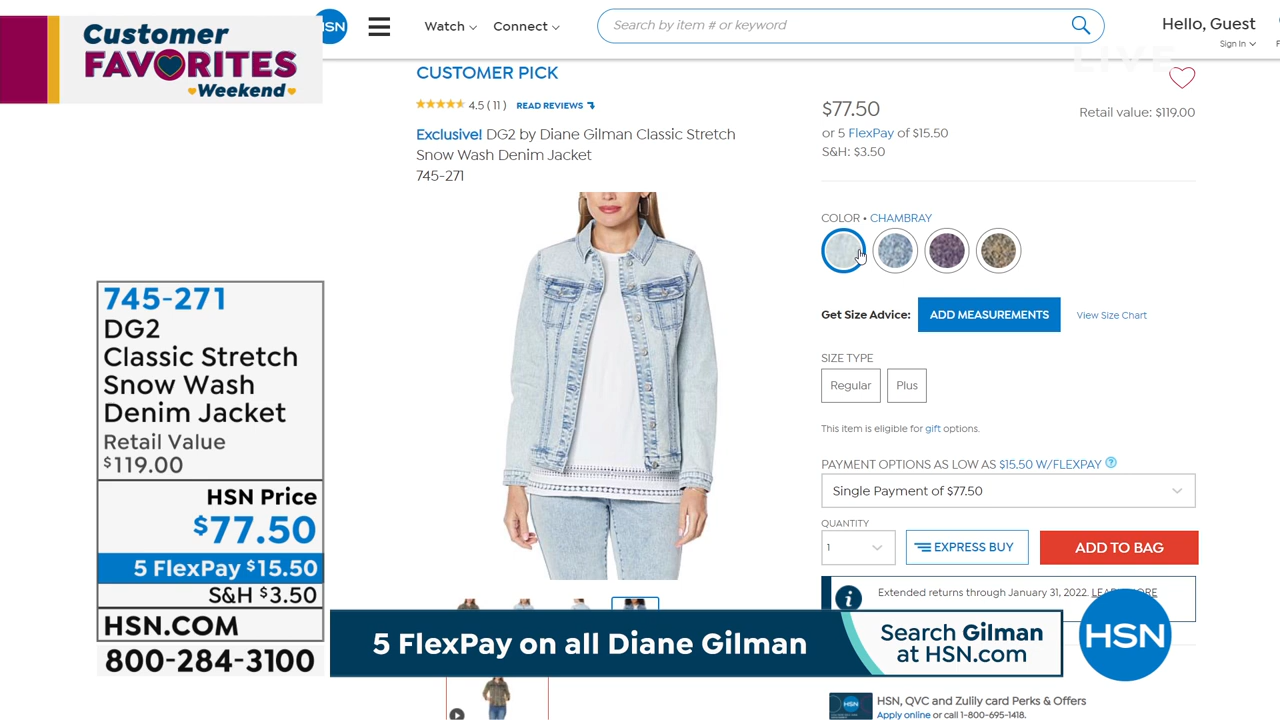 Customer
FAVORITES
Weekend
HSN
Watch
Connect
Search by item # or keyword
Hello, Guest
Sign In
LIVE
CUSTOMER PICK
4.5 ( 11 ) READ REVIEWS
Exclusive! DG2 by Diane Gilman Classic Stretch
Snow Wash Denim Jacket
745-271
$77.50
Retail value: $119.00
or 5 FlexPay of $15.50
S&H: $3.50
COLOR • CHAMBRAY
Get Size Advice: ADD MEASUREMENTS View Size Chart
SIZE TYPE
Regular Plus
This item is eligible for gift options.
PAYMENT OPTIONS AS LOW AS $15.50 W/FLEXPAY ?
Single Payment of $77.50
QUANTITY
1
EXPRESS BUY
ADD TO BAG
Extended returns through January 31, 2022.
745-271
DG2
Classic Stretch
Snow Wash
Denim Jacket
Retail Value
$119.00
HSN Price
$77.50
5 FlexPay $15.50
S&H $3.50
HSN.COM
800-284-3100
5 FlexPay on all Diane Gilman
Search Gilman
at HSN.com
HSN
HSN
HSN, QVC and Zulily card Perks & Offers
Apply online or call 1-800-695-1418.